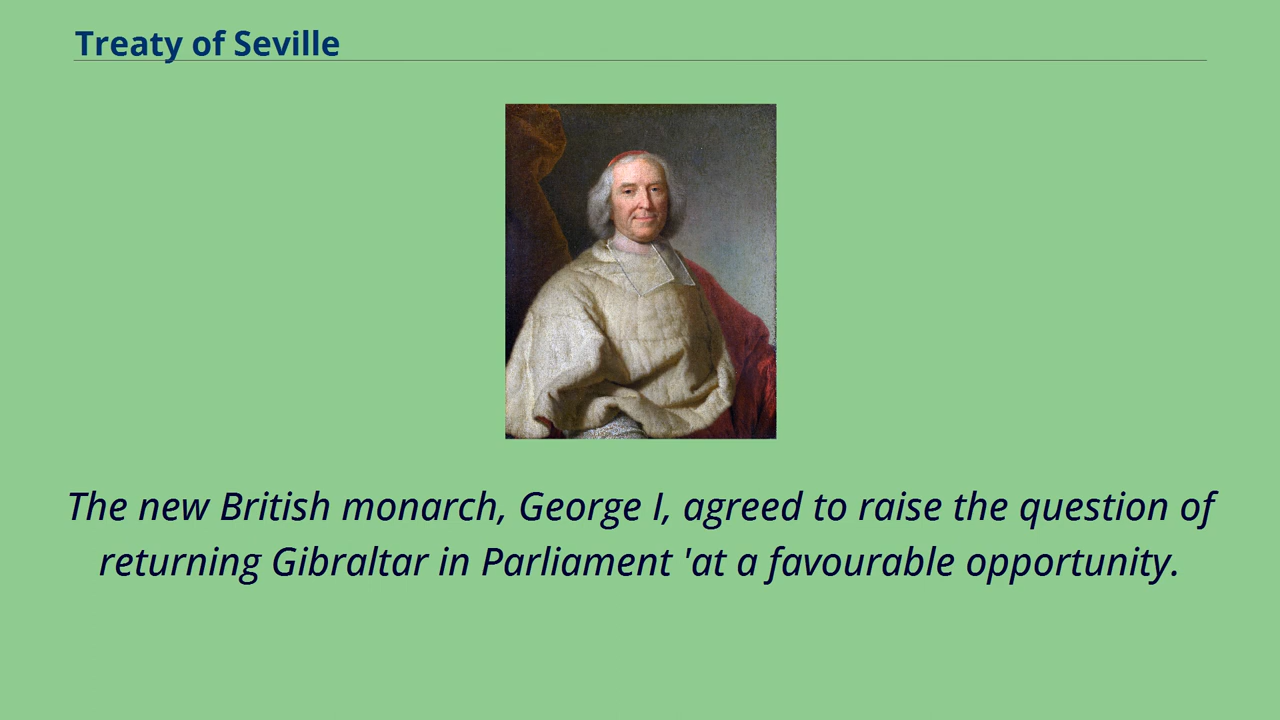 Treaty of Seville
The new British monarch, George I, agreed to raise the question of
returning Gibraltar in Parliament 'at a favourable opportunity.